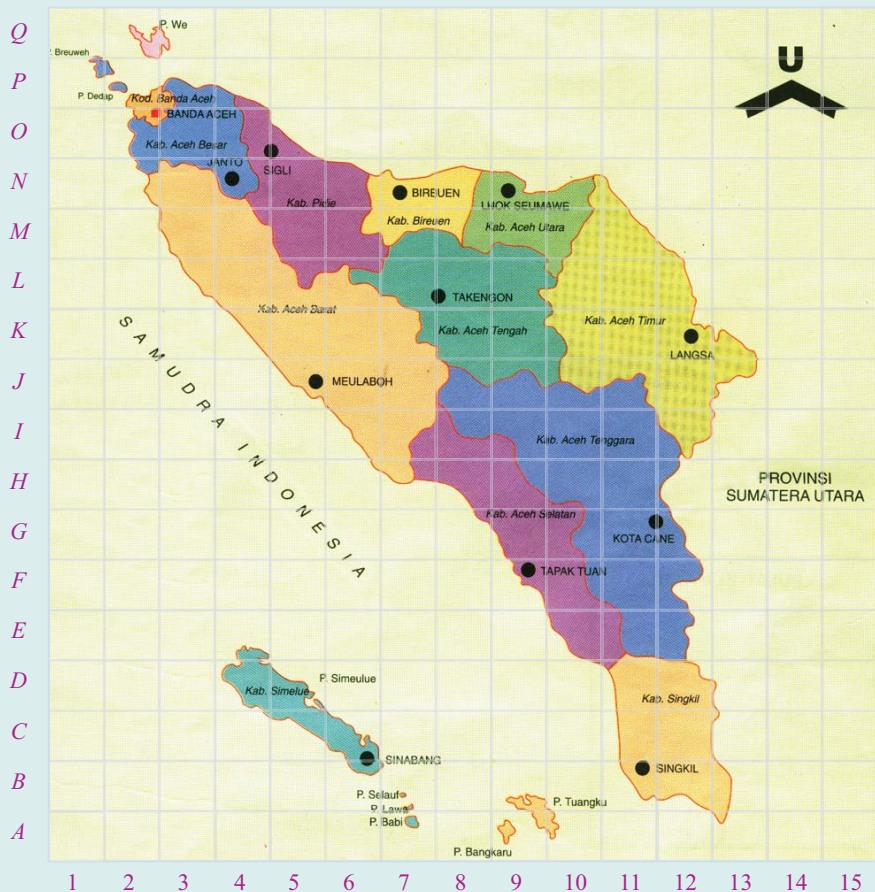 Q
P. We
U
P. Breuweh
P
P. Dedap
Kod. Banda Aceh
BANDA ACEH
O
Kab. Aceh Besar
JANTO
SIGLI
N
Kab. Pidie
BIREUEN
LHOK SEUMAWE
M
Kab. Bireuen
Kab. Aceh Utara
L
Kab. Aceh Barat
TAKENGON
Kab. Aceh Timur
K
Kab. Aceh Tengah
LANGSA
SAMUDRA INDONESIA
J
MEULABOH
I
Kab. Aceh Tenggara
H
PROVINSI
SUMATERA UTARA
G
Kab. Aceh Selatan
KOTA CANE
F
TAPAK TUAN
E
D
Kab. Simelue
P. Simeulue
Kab. Singkil
C
SINABANG
B
SINGKIL
P. Selauf
P. Lawa
P. Tuangku
A
P. Babi
P. Bangkaru
1 2 3 4 5 6 7 8 9 10 11 12 13 14 15